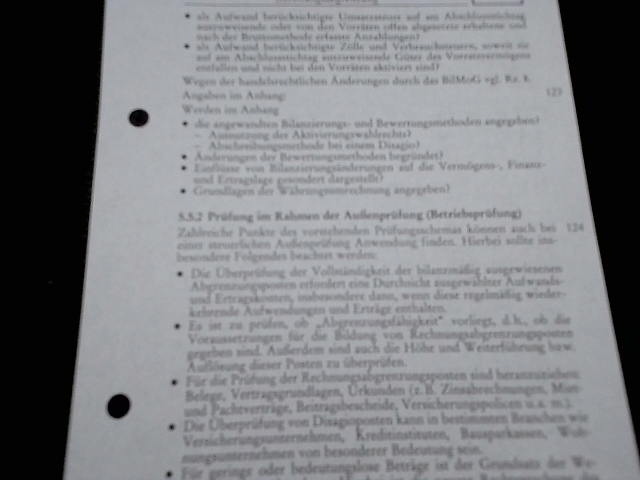 • als Aufwand berücksichtigte Umsatzsteuer auf am Abschlussstichtag
auszuweisende oder von den Vorräten offen abgesetzte erhaltene und
nach der Bruttomethode erfasste Anzahlungen?
• als Aufwand berücksichtigte Zölle und Verbrauchsteuern, soweit sie
auf am Abschlussstichtag auszuweisende Güter des Vorratsvermögens
entfallen und nicht bei den Vorräten aktiviert sind?
Wegen der handelsrechtlichen Änderungen durch das BilMoG vgl. Rz.
Angaben im Anhang: 123
Werden im Anhang
• die angewandten Bilanzierungs- und Bewertungsmethoden angegeben?
– Ausnutzung der Aktivierungswahlrechts?
– Abschreibungsmethode bei einem Disagio?
• Änderungen der Bewertungsmethoden begründet?
• Einflüsse von Bilanzierungsänderungen auf die Vermögens-, Finanz-
und Ertragslage gesondert dargestellt?
• Grundlagen der Währungsumrechnung angegeben?
5.5.2 Prüfung im Rahmen der Außenprüfung (Betriebsprüfung)
Zahlreiche Punkte des vorstehenden Prüfungsschemas können auch bei 124
einer steuerlichen Außenprüfung Anwendung finden. Hierbei sollte ins-
besondere Folgendes beachtet werden:
• Die Überprüfung der Vollständigkeit der bilanzmäßig ausgewiesenen
Abgrenzungsposten erfordert eine Durchsicht ausgewählter Aufwands-
und Ertragskosten, insbesondere dann, wenn diese regelmäßig wieder-
kehrende Aufwendungen und Erträge enthalten.
• Es ist zu prüfen, ob „Abgrenzungsfähigkeit“ vorliegt, d.h., ob die
Voraussetzungen für die Bildung von Rechnungsabgrenzungsposten
gegeben sind. Außerdem sind auch die Höhe und Weiterführung bzw.
Auflösung dieser Posten zu überprüfen.
• Für die Prüfung der Rechnungsabgrenzungsposten sind heranzuziehen:
Belege, Vertragsgrundlagen, Urkunden (z.B. Zinsabrechnungen, Miet-
und Pachtverträge, Beitragsbescheide, Versicherungspolicen u.a.m.).
• Die Überprüfung von Disagioposten kann in bestimmten Branchen wie
Versicherungsunternehmen, Kreditinstituten, Bausparkassen, Woh-
nungsunternehmen von besonderer Bedeutung sein.
• Für geringe oder bedeutungslose Beträge ist der Grundsatz der We-